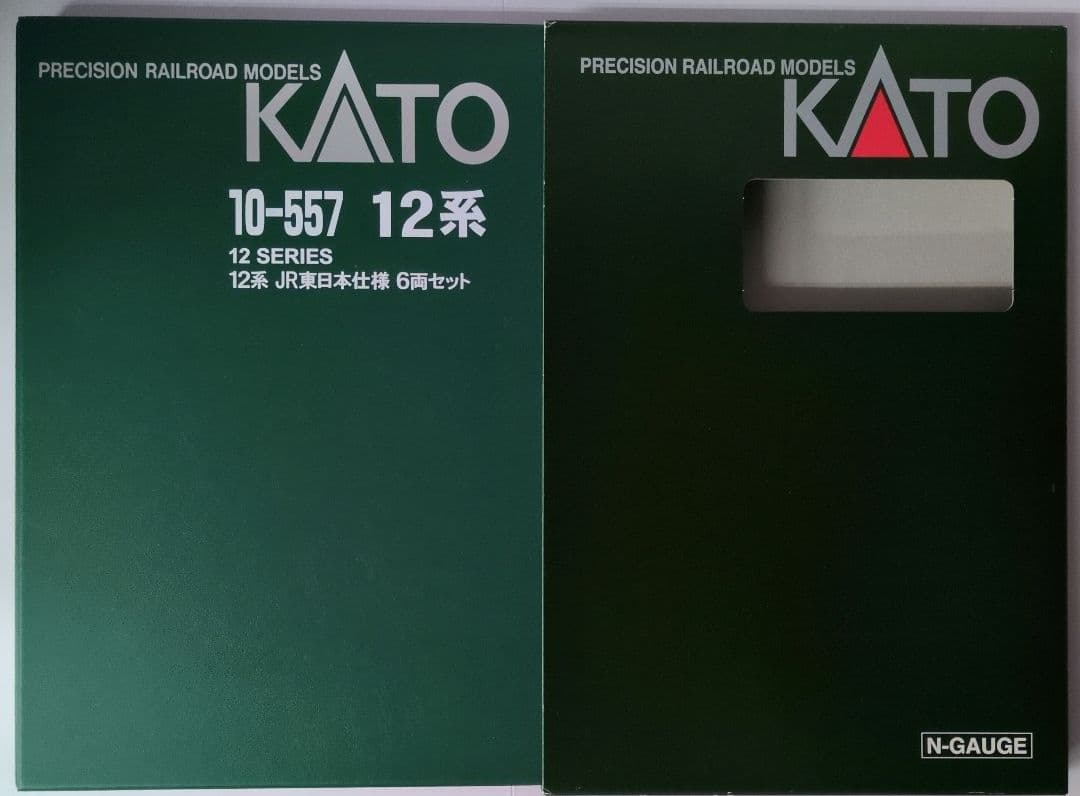 PRECISION RAILROAD MODELS
KATO
10-557 12系
12 SERIES
12系 JR東日本仕様 6両セット
PRECISION RAILROAD MODELS
KATO
N-GAUGE